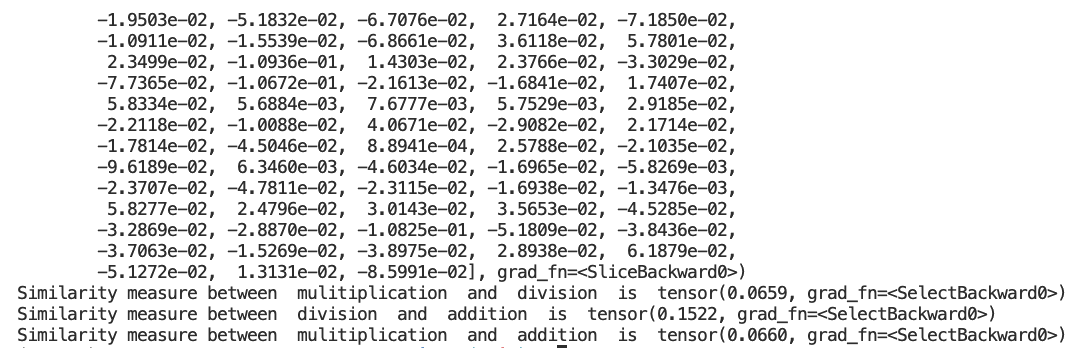 -1.9503e-02, -5.1832e-02, -6.7076e-02, 2.7164e-02, -7.1850e-02,
-1.0911e-02, -1.5539e-02, -6.8661e-02, 3.6118e-02, 5.7801e-02,
2.3499e-02, -1.0936e-01, 1.4303e-02, 2.3766e-02, -3.3029e-02,
-7.7365e-02, -1.0672e-01, -2.1613e-02, -1.6841e-02, 1.7407e-02,
5.8334e-02, 5.6884e-03, 7.6777e-03, 5.7529e-03, 2.9185e-02,
-2.2118e-02, -1.0088e-02, 4.0671e-02, -2.9082e-02, 2.1714e-02,
-1.7814e-02, -4.5046e-02, 8.8941e-04, 2.5788e-02, -2.1035e-02,
-9.6189e-02, 6.3460e-03, -4.6034e-02, -1.6965e-02, -5.8269e-03,
-2.3707e-02, -4.7811e-02, -2.3115e-02, -1.6938e-02, -1.3476e-03,
5.8277e-02, 2.4796e-02, 3.0143e-02, 3.5653e-02, -4.5285e-02,
-3.2869e-02, -2.8870e-02, -1.0825e-01, -5.1809e-02, -3.8436e-02,
-3.7063e-02, -1.5269e-02, -3.8975e-02, 2.8938e-02, 6.1879e-02,
-5.1272e-02, 1.3131e-02, -8.5991e-02], grad_fn=<SliceBackward0>)
Similarity measure between mulitiplication and division is tensor(0.0659, grad_fn=<SelectBackward0>)
Similarity measure between division and addition is tensor(0.1522, grad_fn=<SelectBackward0>)
Similarity measure between multiplication and addition is tensor(0.0660, grad_fn=<SelectBackward0>)